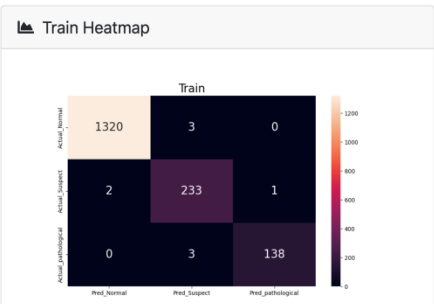 Train Heatmap
Train
Actual_Normal 1320 3 0
Actual_Suspect 2 233 1
Actual_pathological 0 3 138
Pred_Normal Pred_Suspect Pred_pathological
1200
1000
800
600
400
200
0